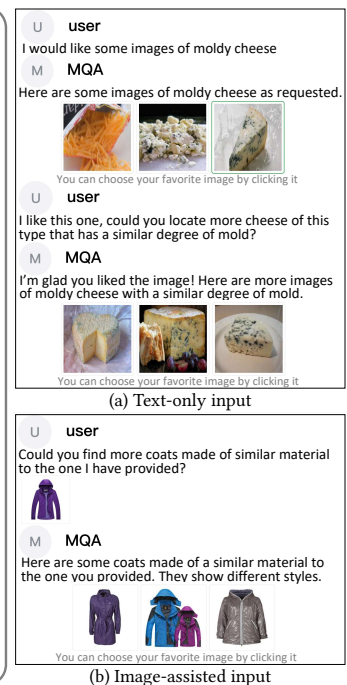 U user
I would like some images of moldy cheese
M MQA
Here are some images of moldy cheese as requested.
You can choose your favorite image by clicking it
U user
I like this one, could you locate more cheese of this
type that has a similar degree of mold?
M MQA
I'm glad you liked the image! Here are more images
of moldy cheese with a similar degree of mold.
You can choose your favorite image by clicking it
(a) Text-only input
U user
Could you find more coats made of similar material
to the one I have provided?
M MQA
Here are some coats made of a similar material to
the one you provided. They show different styles.
You can choose your favorite image by clicking it
(b) Image-assisted input